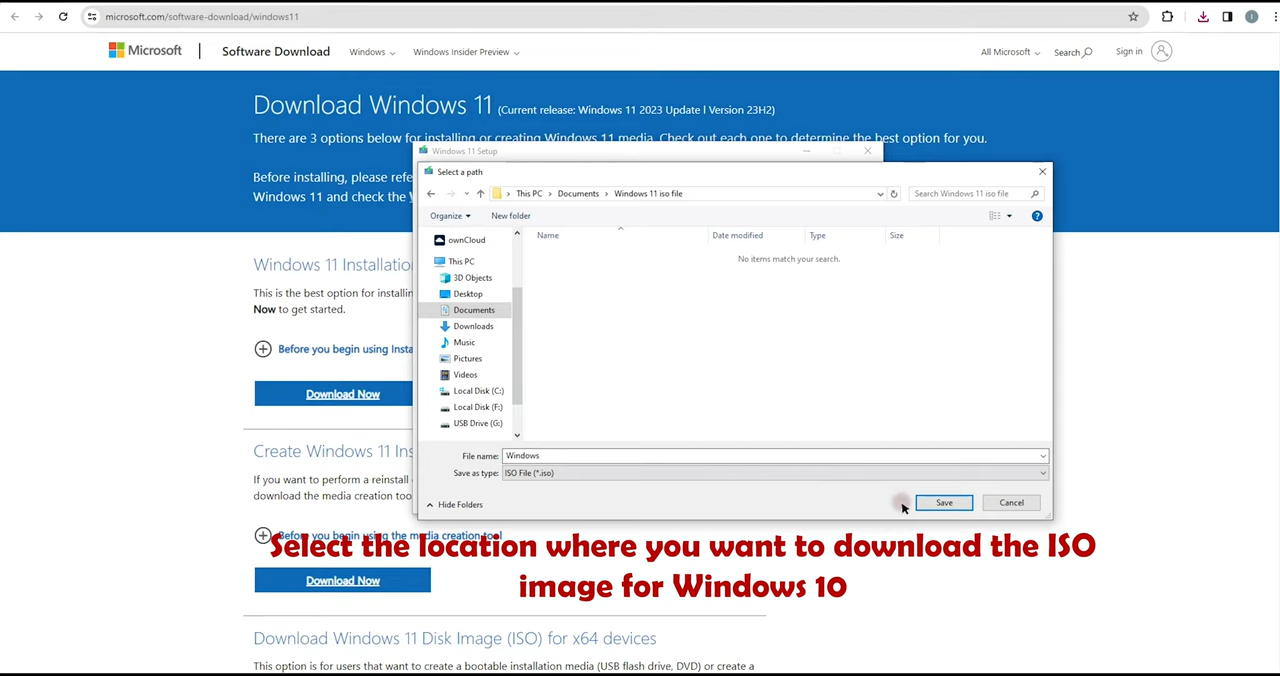 microsoft.com/software-download/windows11
Microsoft
Software Download
Windows
Windows Insider Preview
All Microsoft
Search
Sign in
Download Windows 11 (Current release: Windows 11 2023 Update l Version 23H2)
There are 3 options below for installing or creating Windows 11 media. Check out each one to determine the best option for you.
Before installing, please refe
Windows 11 and check the
Windows 11 Setup
Select a path
This PC > Documents > Windows 11 iso file
Search Windows 11 iso file
Organize
New folder
Name
Date modified
Type
Size
No items match your search.
ownCloud
This PC
3D Objects
Desktop
Documents
Downloads
Music
Pictures
Videos
Local Disk (C:)
Local Disk (F:)
USB Drive (G:)
File name: Windows
Save as type: ISO File (*.iso)
Hide Folders
Save
Cancel
Windows 11 Installatio
This is the best option for installin
Now to get started.
Before you begin using Insta
Download Now
Create Windows 11 Ins
If you want to perform a reinstall
download the media creation too
Before you begin using the media creation tool
Download Now
Select the location where you want to download the ISO
image for Windows 10
Download Windows 11 Disk Image (ISO) for x64 devices
This option is for users that want to create a bootable installation media (USB flash drive, DVD) or create a